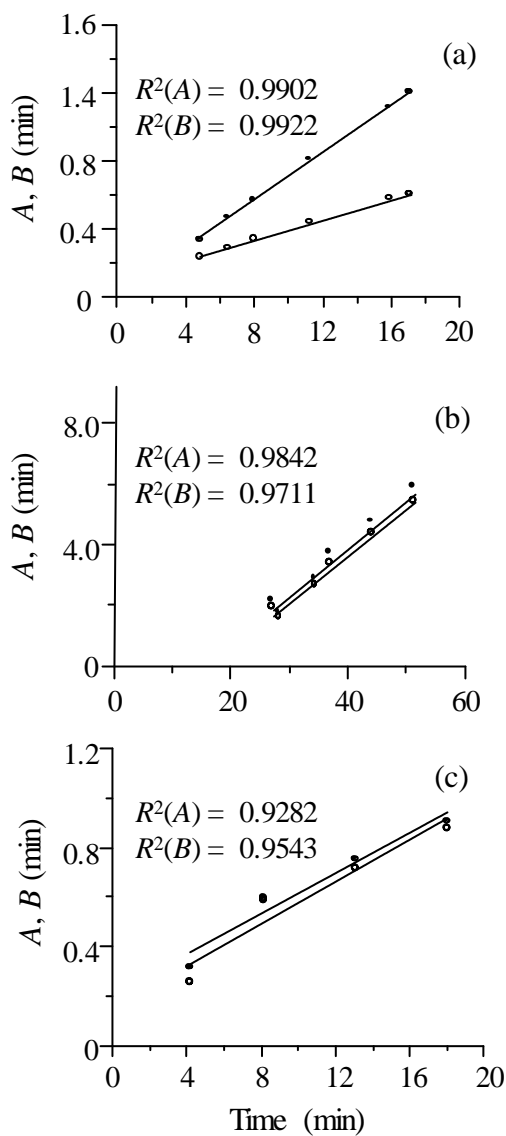 1.6
(a)
R²(A) = 0.9902
1.4
R²(B) = 0.9922
A, B (min)
0.8
0.4
0
0 4 8 12 16 20
(b)
8.0
R²(A) = 0.9842
R²(B) = 0.9711
A, B (min)
4.0
0
0 20 40 60
1.2
(c)
R²(A) = 0.9282
R²(B) = 0.9543
0.8
A, B (min)
0.4
0
0 4 8 12 16 20
Time (min)